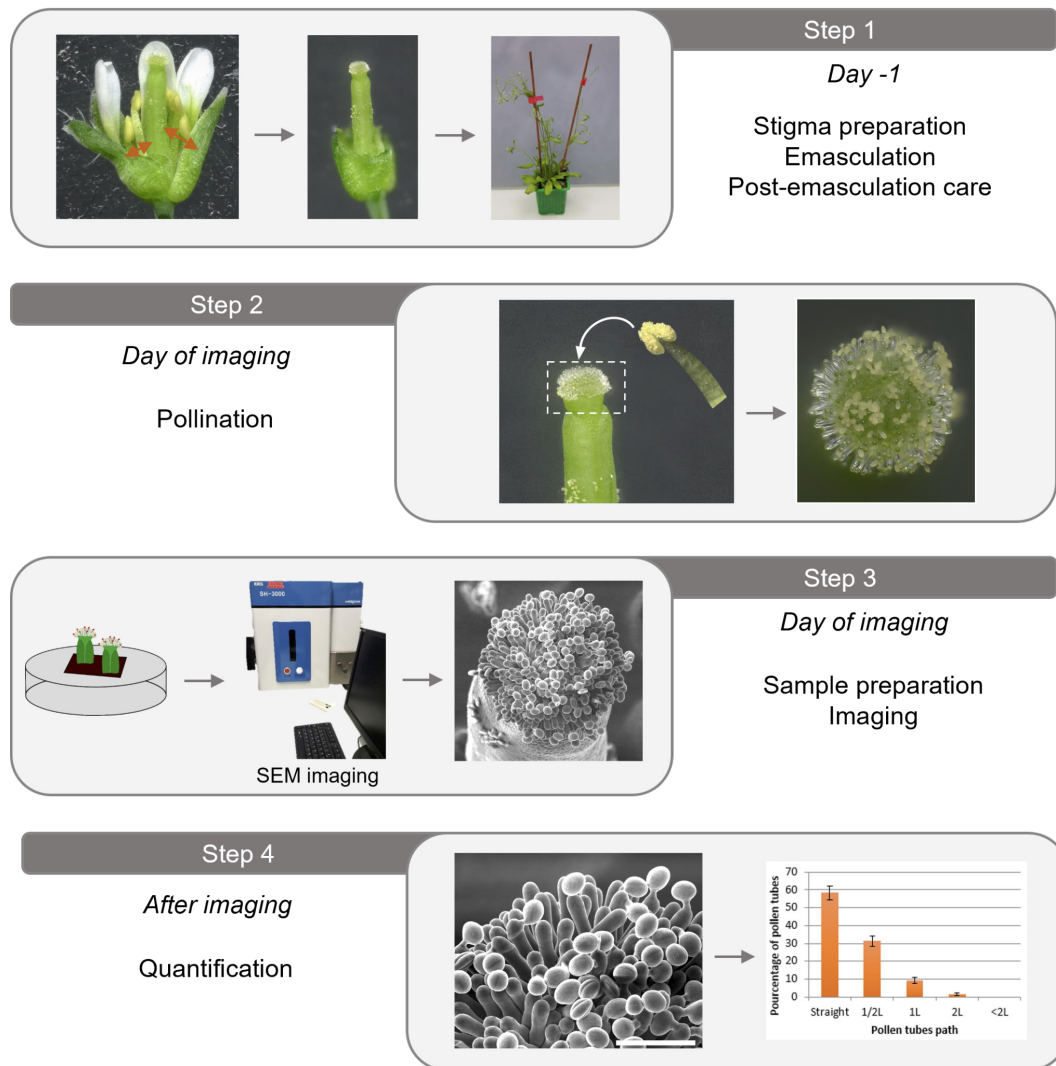 Step 1
Day -1
Stigma preparation
Emasculation
Post-emasculation care
Step 2
Day of imaging
Pollination
Step 3
Day of imaging
Sample preparation
Imaging
SH-3000
SEM imaging
Step 4
After imaging
Quantification
Pourcentage of pollen tubes
70
60
50
40
30
20
10
0
Straight 1/2L 1L 2L <2L
Pollen tubes path